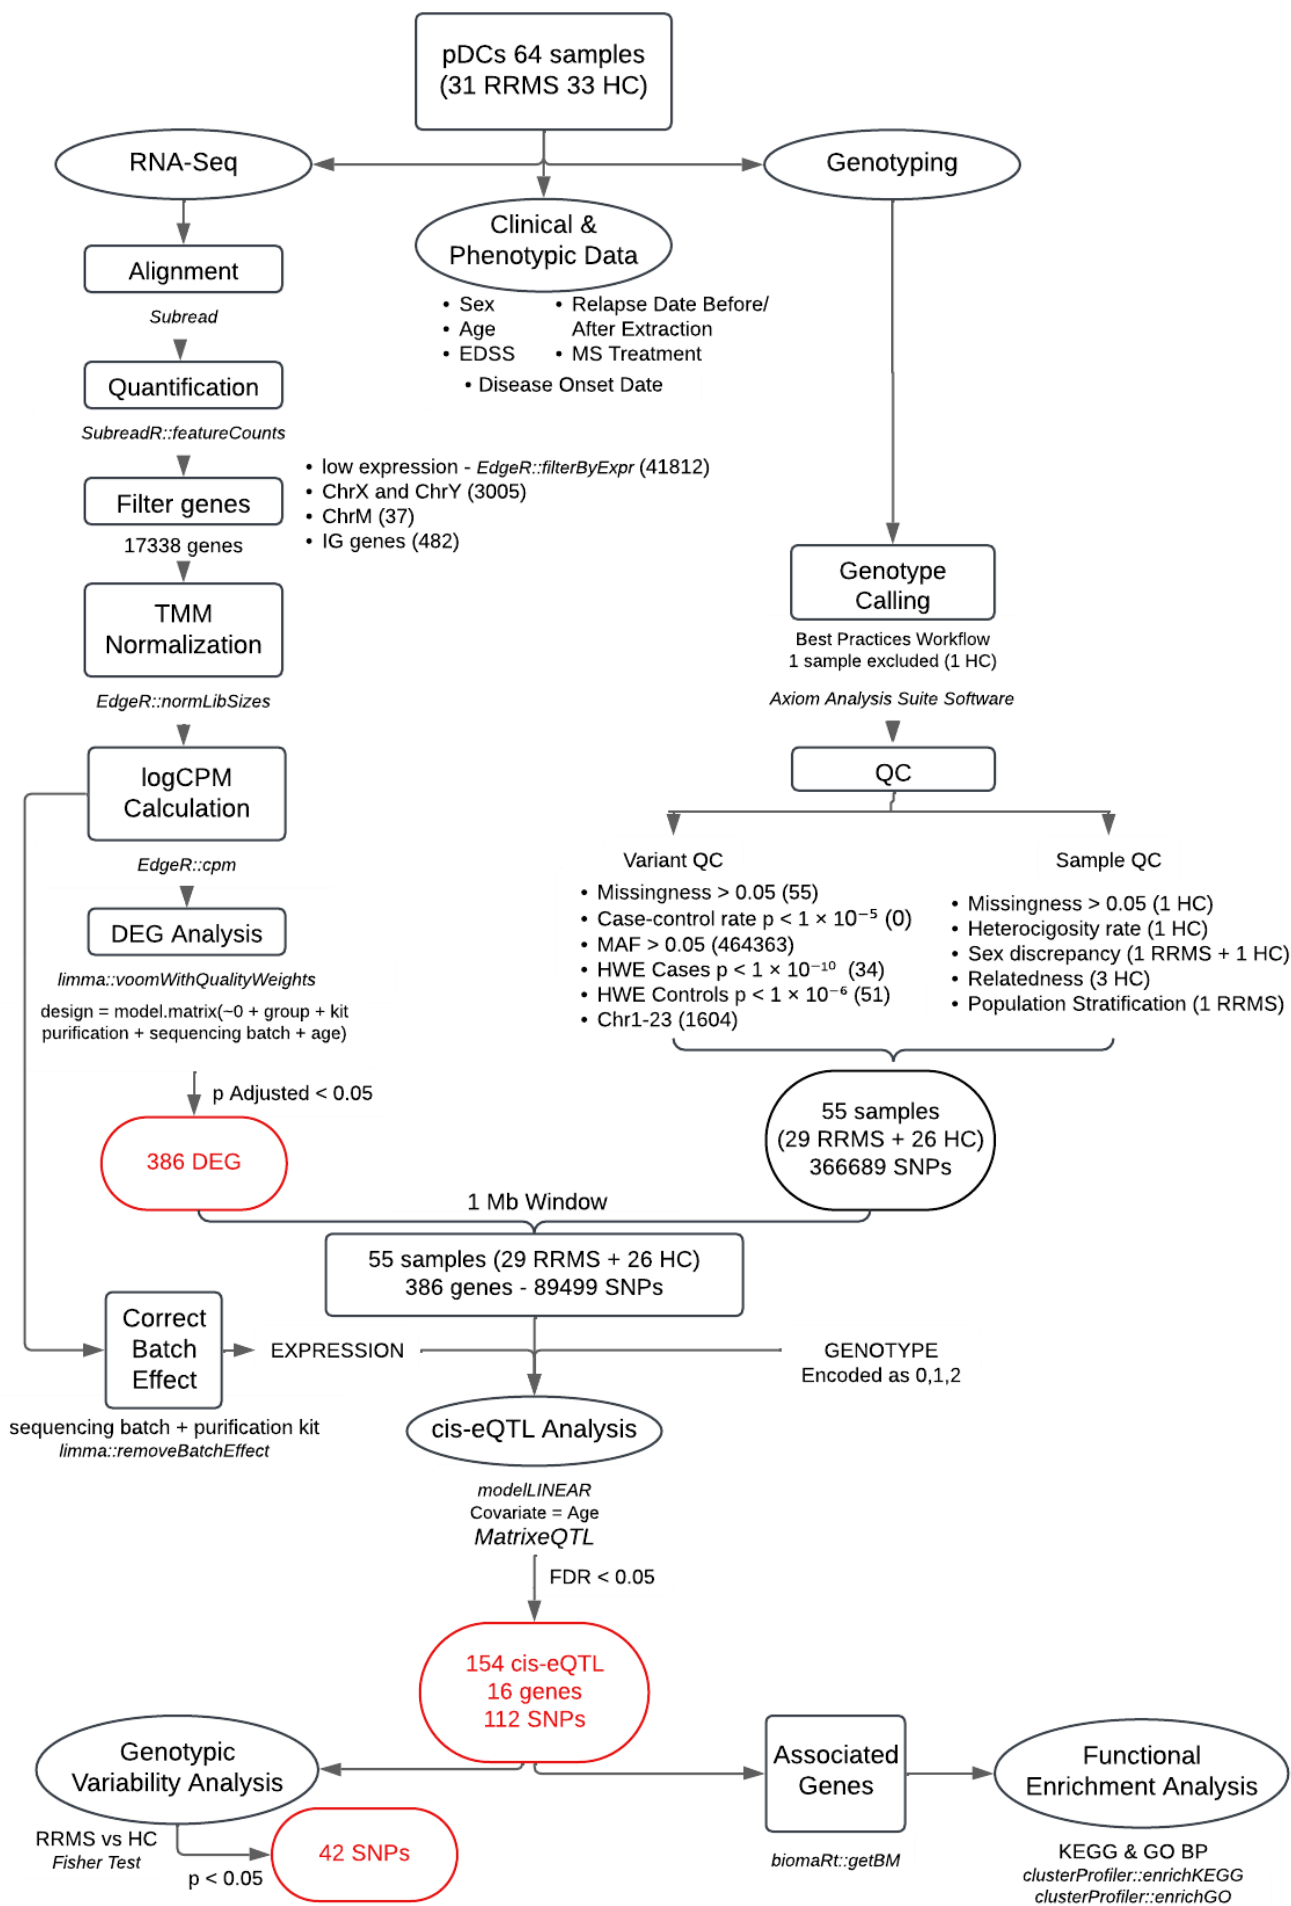 pDCs 64 samples
(31 RRMS 33 HC)
RNA-Seq
Genotyping
Clinical &
Phenotypic Data
• Sex
• Age
• EDSS
• Relapse Date Before/
After Extraction
• MS Treatment
• Disease Onset Date
Alignment
Subread
Quantification
SubreadR::featureCounts
Filter genes
17338 genes
• low expression - EdgeR::filterByExpr (41812)
• ChrX and ChrY (3005)
• ChrM (37)
• IG genes (482)
TMM
Normalization
EdgeR::normLibSizes
logCPM
Calculation
EdgeR::cpm
DEG Analysis
limma::voomWithQualityWeights
design = model.matrix(~0 + group + kit
purification + sequencing batch + age)
p Adjusted < 0.05
386 DEG
Genotype
Calling
Best Practices Workflow
1 sample excluded (1 HC)
Axiom Analysis Suite Software
QC
Variant QC
• Missingness > 0.05 (55)
• Case-control rate p < 1 × 10⁻⁵ (0)
• MAF > 0.05 (464363)
• HWE Cases p < 1 × 10⁻¹⁰ (34)
• HWE Controls p < 1 × 10⁻⁶ (51)
• Chr1-23 (1604)
Sample QC
• Missingness > 0.05 (1 HC)
• Heterocigosity rate (1 HC)
• Sex discrepancy (1 RRMS + 1 HC)
• Relatedness (3 HC)
• Population Stratification (1 RRMS)
55 samples
(29 RRMS + 26 HC)
366689 SNPs
1 Mb Window
55 samples (29 RRMS + 26 HC)
386 genes - 89499 SNPs
Correct
Batch
Effect
sequencing batch + purification kit
limma::removeBatchEffect
EXPRESSION
GENOTYPE
Encoded as 0,1,2
cis-eQTL Analysis
modelLINEAR
Covariate = Age
MatrixeQTL
FDR < 0.05
154 cis-eQTL
16 genes
112 SNPs
Genotypic
Variability Analysis
RRMS vs HC
Fisher Test
p < 0.05
42 SNPs
Associated
Genes
biomaRt::getBM
Functional
Enrichment Analysis
KEGG & GO BP
clusterProfiler::enrichKEGG
clusterProfiler::enrichGO